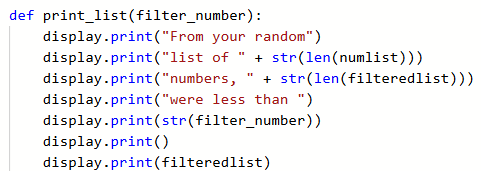 def print_list(filter_number):
    display.print("From your random")
    display.print("list of " + str(len(numlist)))
    display.print("numbers, " + str(len(filteredlist)))
    display.print("were less than ")
    display.print(str(filter_number))
    display.print()
    display.print(filteredlist)